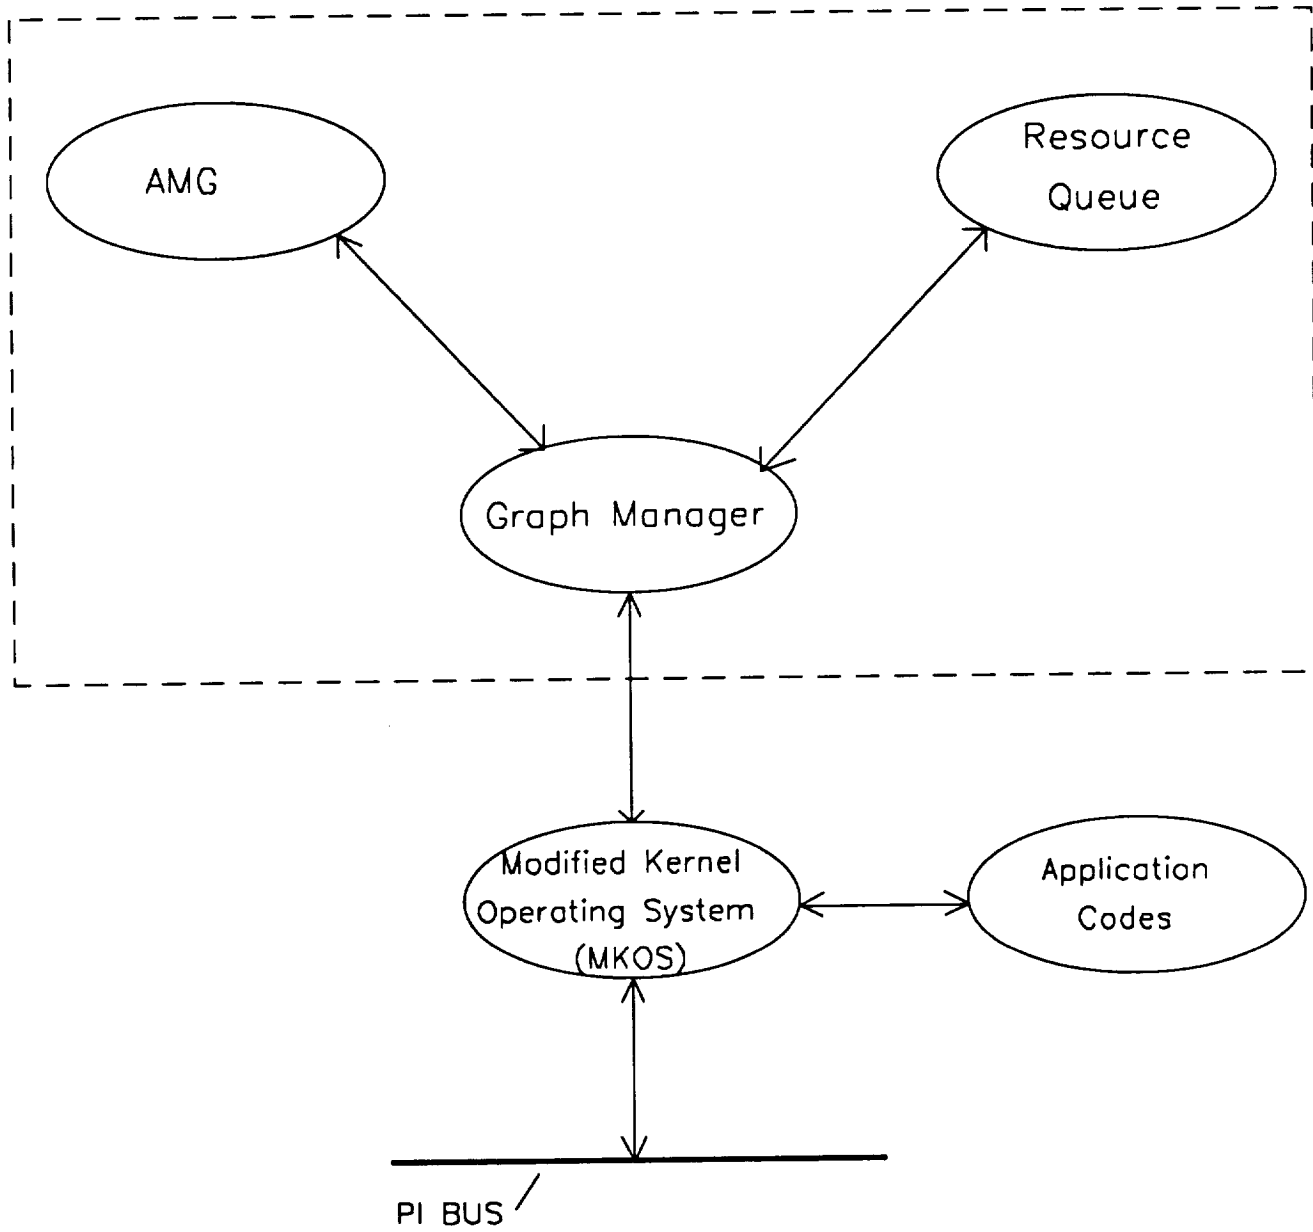 AMG
Resource
Queue
Graph Manager
Modified Kernel
Operating System
(MKOS)
Application
Codes
PI BUS